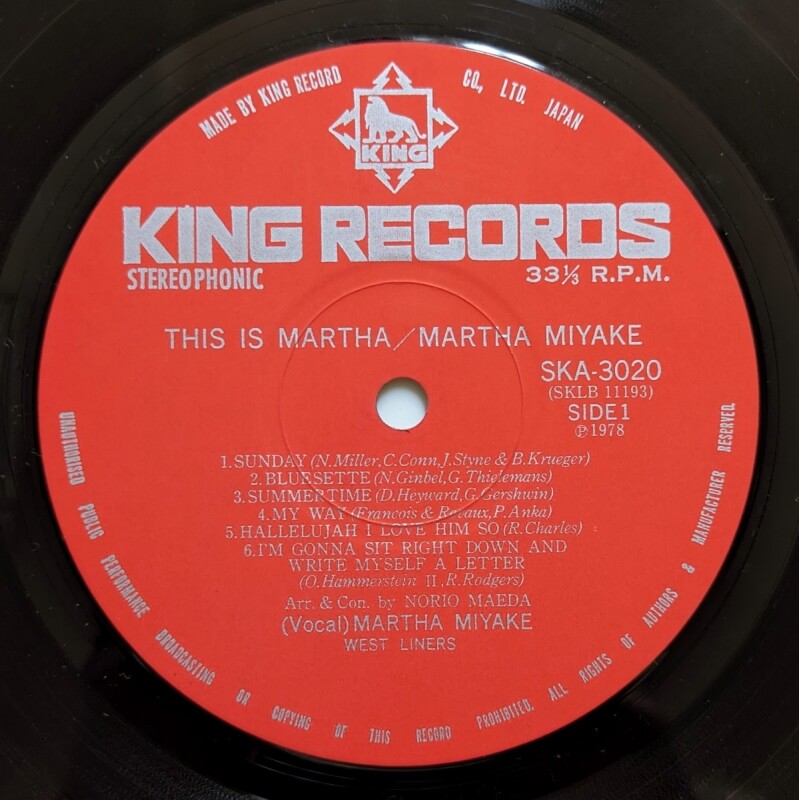 MADE BY KING RECORD CO., LTD. JAPAN
KING
KING RECORDS
STEREOPHONIC
33⅓ R.P.M.
THIS IS MARTHA/MARTHA MIYAKE
SKA-3020
(SKLB 11193)
SIDE1
℗1978
1.SUNDAY (N. Miller, C. Conn, J. Styne & B. Krueger)
2.BLUESETTE (N. Ginbel, G. Thielemans)
3.SUMMERTIME (D. Heyward, G. Gershwin)
4.MY WAY (Francois & Revaux, P. Anka)
5.HALLELUJAH I LOVE HIM SO (R. Charles)
6.I'M GONNA SIT RIGHT DOWN AND
WRITE MYSELF A LETTER
(O. Hammerstein II, R. Rodgers)
Arr. & Con. by NORIO MAEDA
(Vocal) MARTHA MIYAKE
WEST LINERS
UNAUTHORISED PUBLIC PERFORMANCE BROADCASTING OR COPYING OF THIS RECORD PROHIBITED. ALL RIGHTS OF AUTHORS & MANUFACTURER RESERVED.